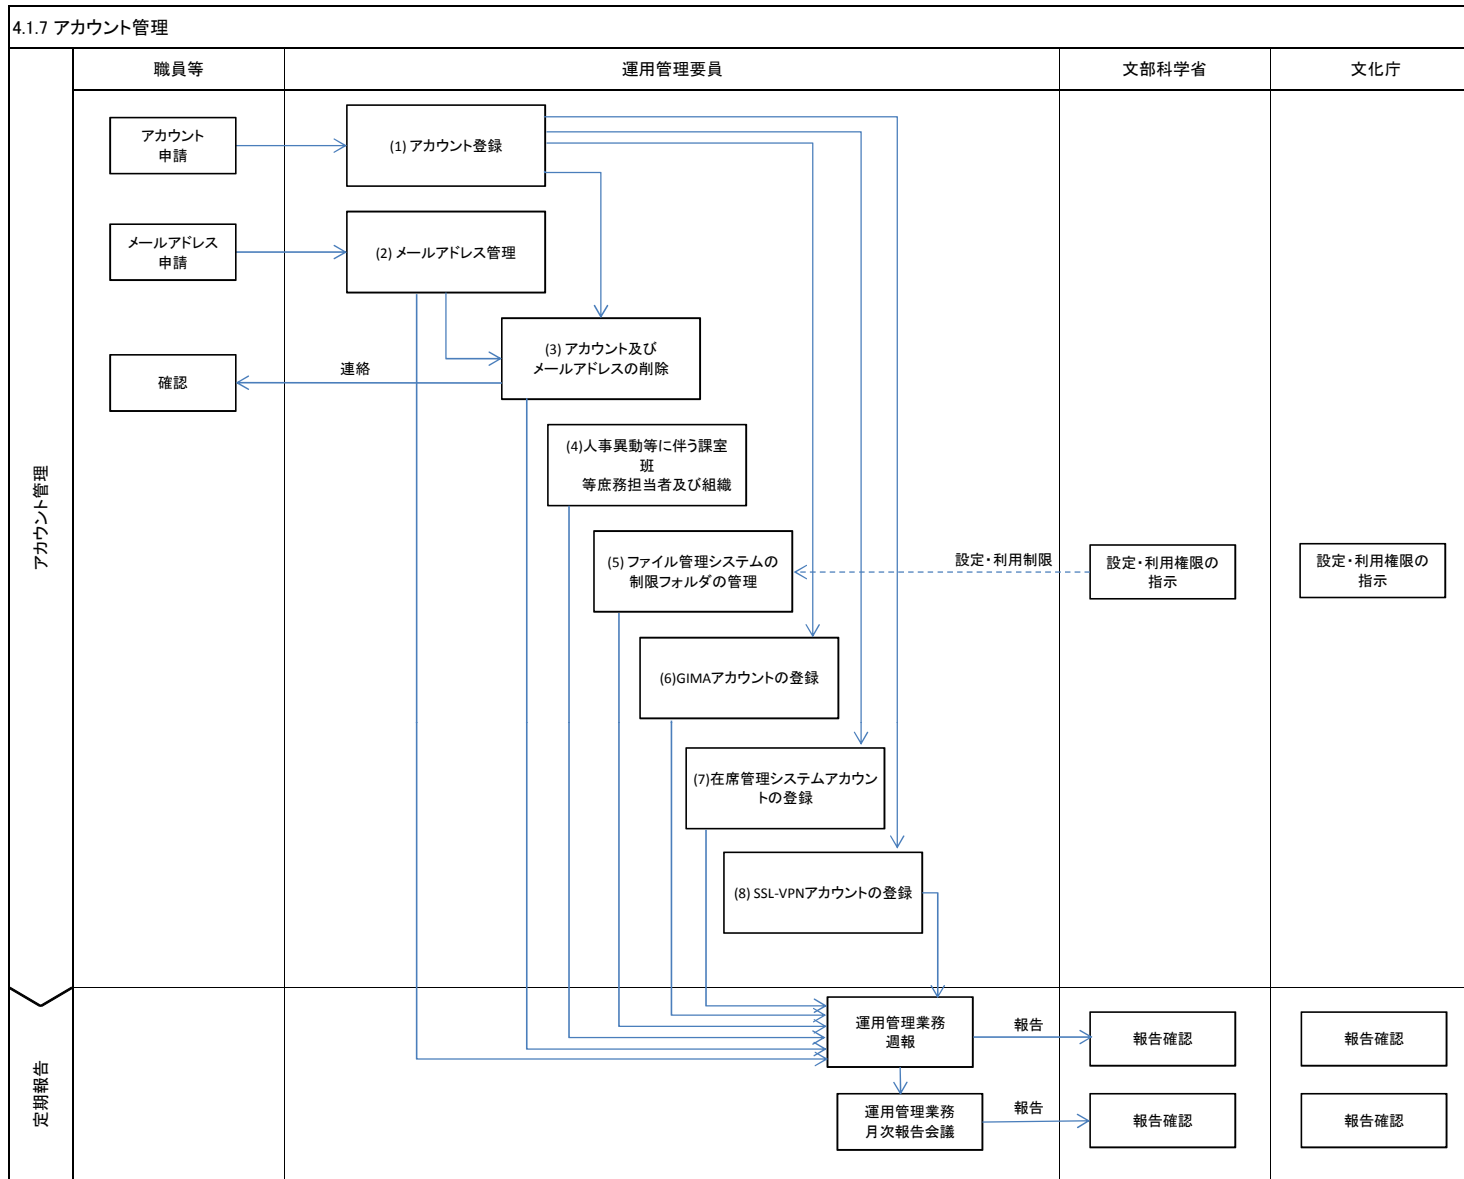 4.1.7 アカウント管理
職員等
運用管理要員
文部科学省
文化庁
アカウント管理
アカウント
申請
(1) アカウント登録
メールアドレス
申請
(2) メールアドレス管理
(3) アカウント及び
メールアドレスの削除
連絡
確認
(4)人事異動等に伴う課室
班
等庶務担当者及び組織
(5) ファイル管理システムの
制限フォルダの管理
設定・利用制限
設定・利用権限の
指示
設定・利用権限の
指示
(6)GIMAアカウントの登録
(7)在席管理システムアカウン
トの登録
(8) SSL-VPNアカウントの登録
定期報告
運用管理業務
週報
報告
報告確認
報告確認
運用管理業務
月次報告会議
報告
報告確認
報告確認